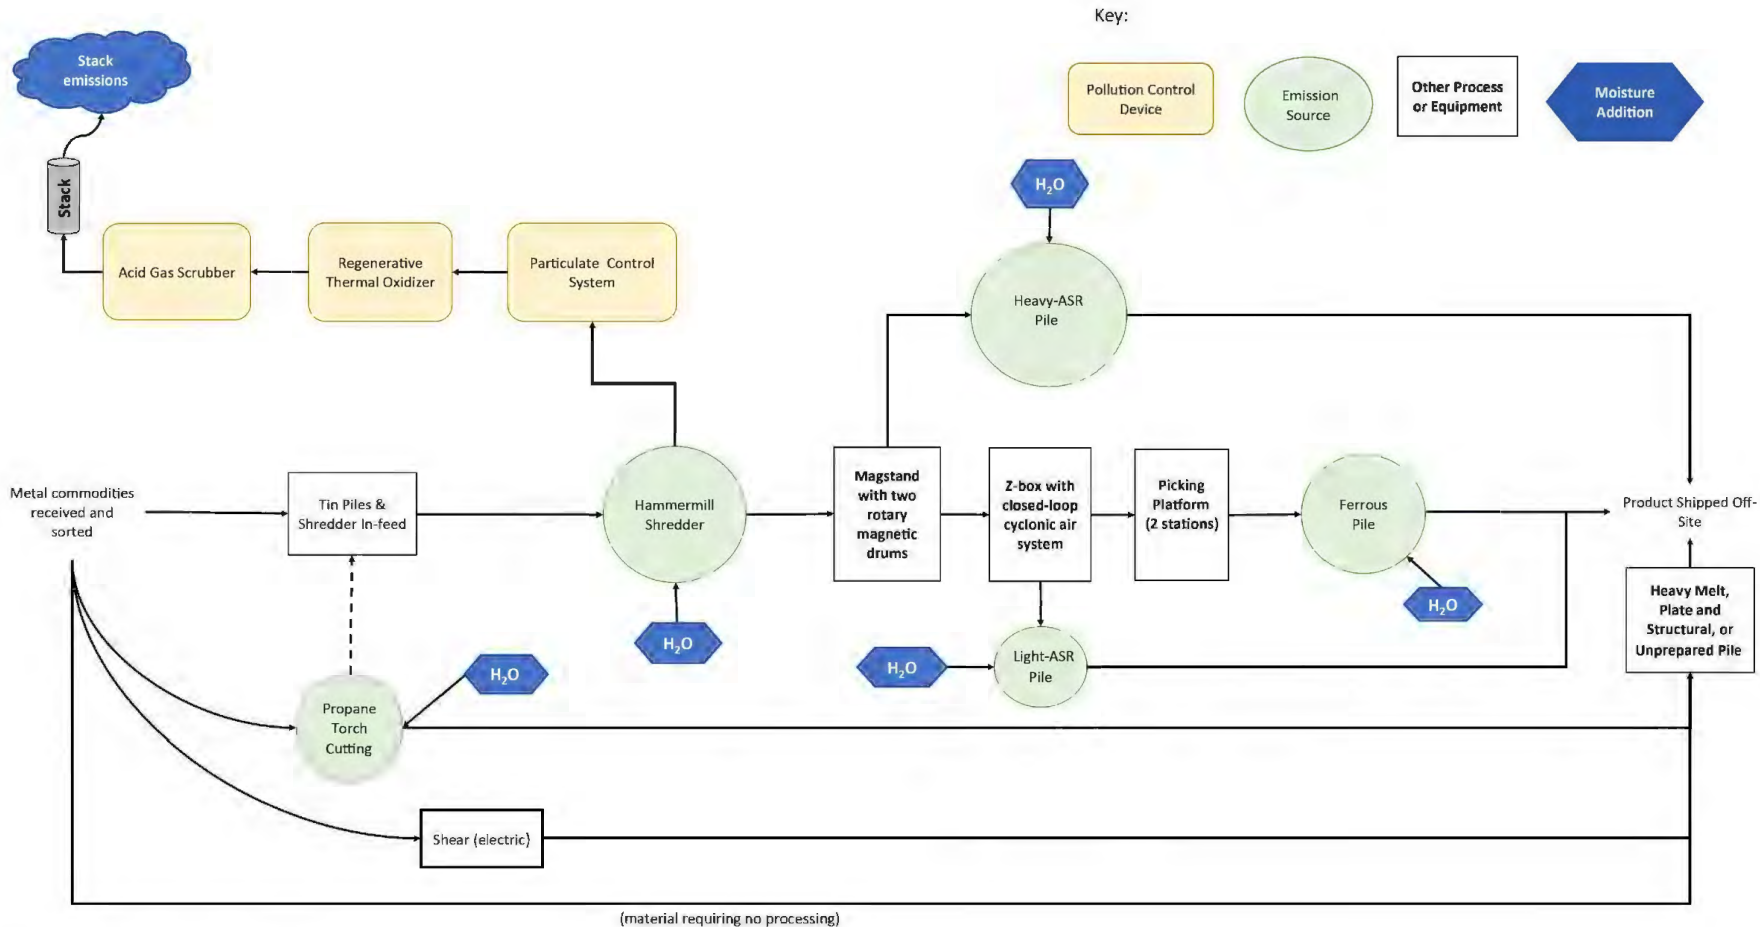 Key:
Pollution Control
Device
Emission
Source
Other Process
or Equipment
Moisture
Addition
Stack
emissions
Stack
Acid Gas Scrubber
Regenerative
Thermal Oxidizer
Particulate Control
System
H₂O
Heavy-ASR
Pile
Metal commodities
received and
sorted
Tin Piles &
Shredder In-feed
Hammermill
Shredder
Magstand
with two
rotary
magnetic
drums
Z-box with
closed-loop
cyclonic air
system
Picking
Platform
(2 stations)
Ferrous
Pile
Product Shipped Off-
Site
H₂O
H₂O
H₂O
Light-ASR
Pile
Heavy Melt,
Plate and
Structural, or
Unprepared Pile
H₂O
Propane
Torch
Cutting
Shear (electric)
(material requiring no processing)